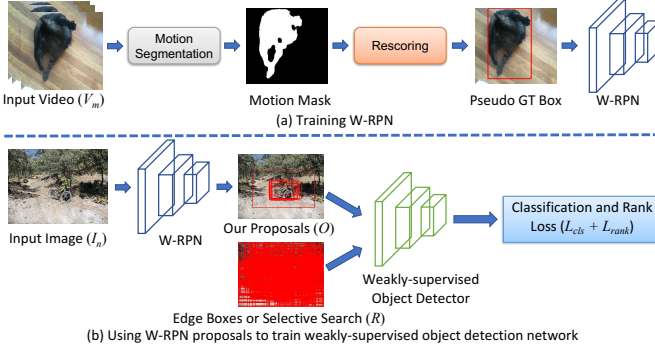 Motion
Segmentation
Rescoring
Input Video (Vm)
Motion Mask
Pseudo GT Box
W-RPN
(a) Training W-RPN
Input Image (In)
W-RPN
Our Proposals (O)
Classification and Rank
Loss (Lcls + Lrank)
Weakly-supervised
Object Detector
Edge Boxes or Selective Search (R)
(b) Using W-RPN proposals to train weakly-supervised object detection network